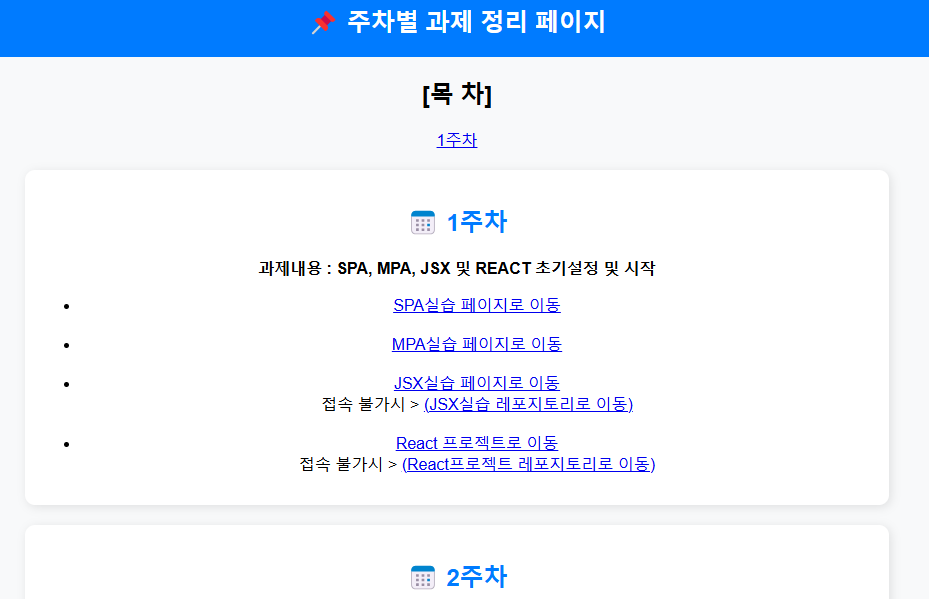 📌 주차별 과제 정리 페이지
[목 차]
1주차
1주차
과제내용 : SPA, MPA, JSX 및 REACT 초기설정 및 시작
• SPA실습 페이지로 이동
• MPA실습 페이지로 이동
• JSX실습 페이지로 이동
접속 불가시 > (JSX실습 레포지토리로 이동)
• React 프로젝트로 이동
접속 불가시 > (React프로젝트 레포지토리로 이동)
2주차